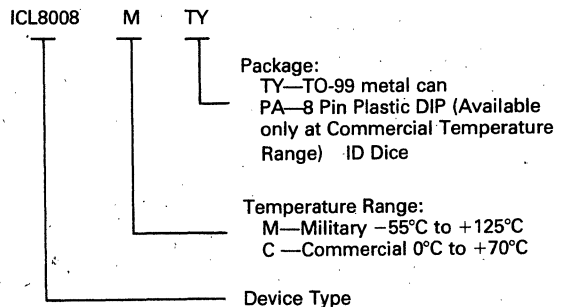 ICL8008 M TY
Package:
TY—TO-99 metal can
PA—8 Pin Plastic DIP (Available
only at Commercial Temperature
Range) ID Dice
Temperature Range:
M—Military −55°C to +125°C
C —Commercial 0°C to +70°C
Device Type